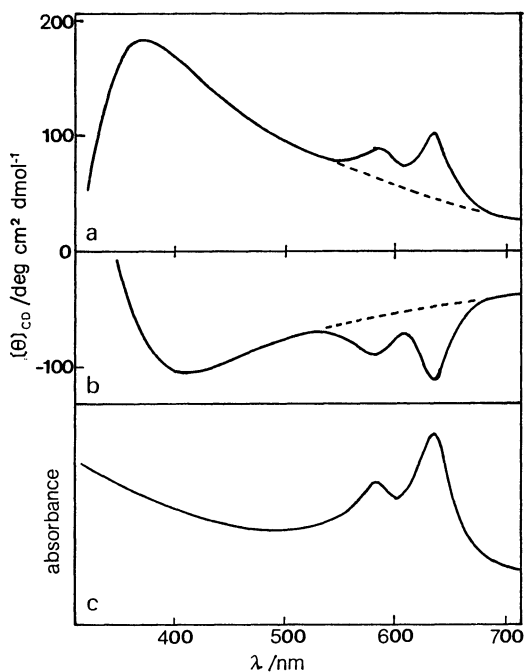 200
100
0
a
[θ]CD /deg cm² dmol⁻¹
-100
b
absorbance
c
400
500
600
700
λ /nm